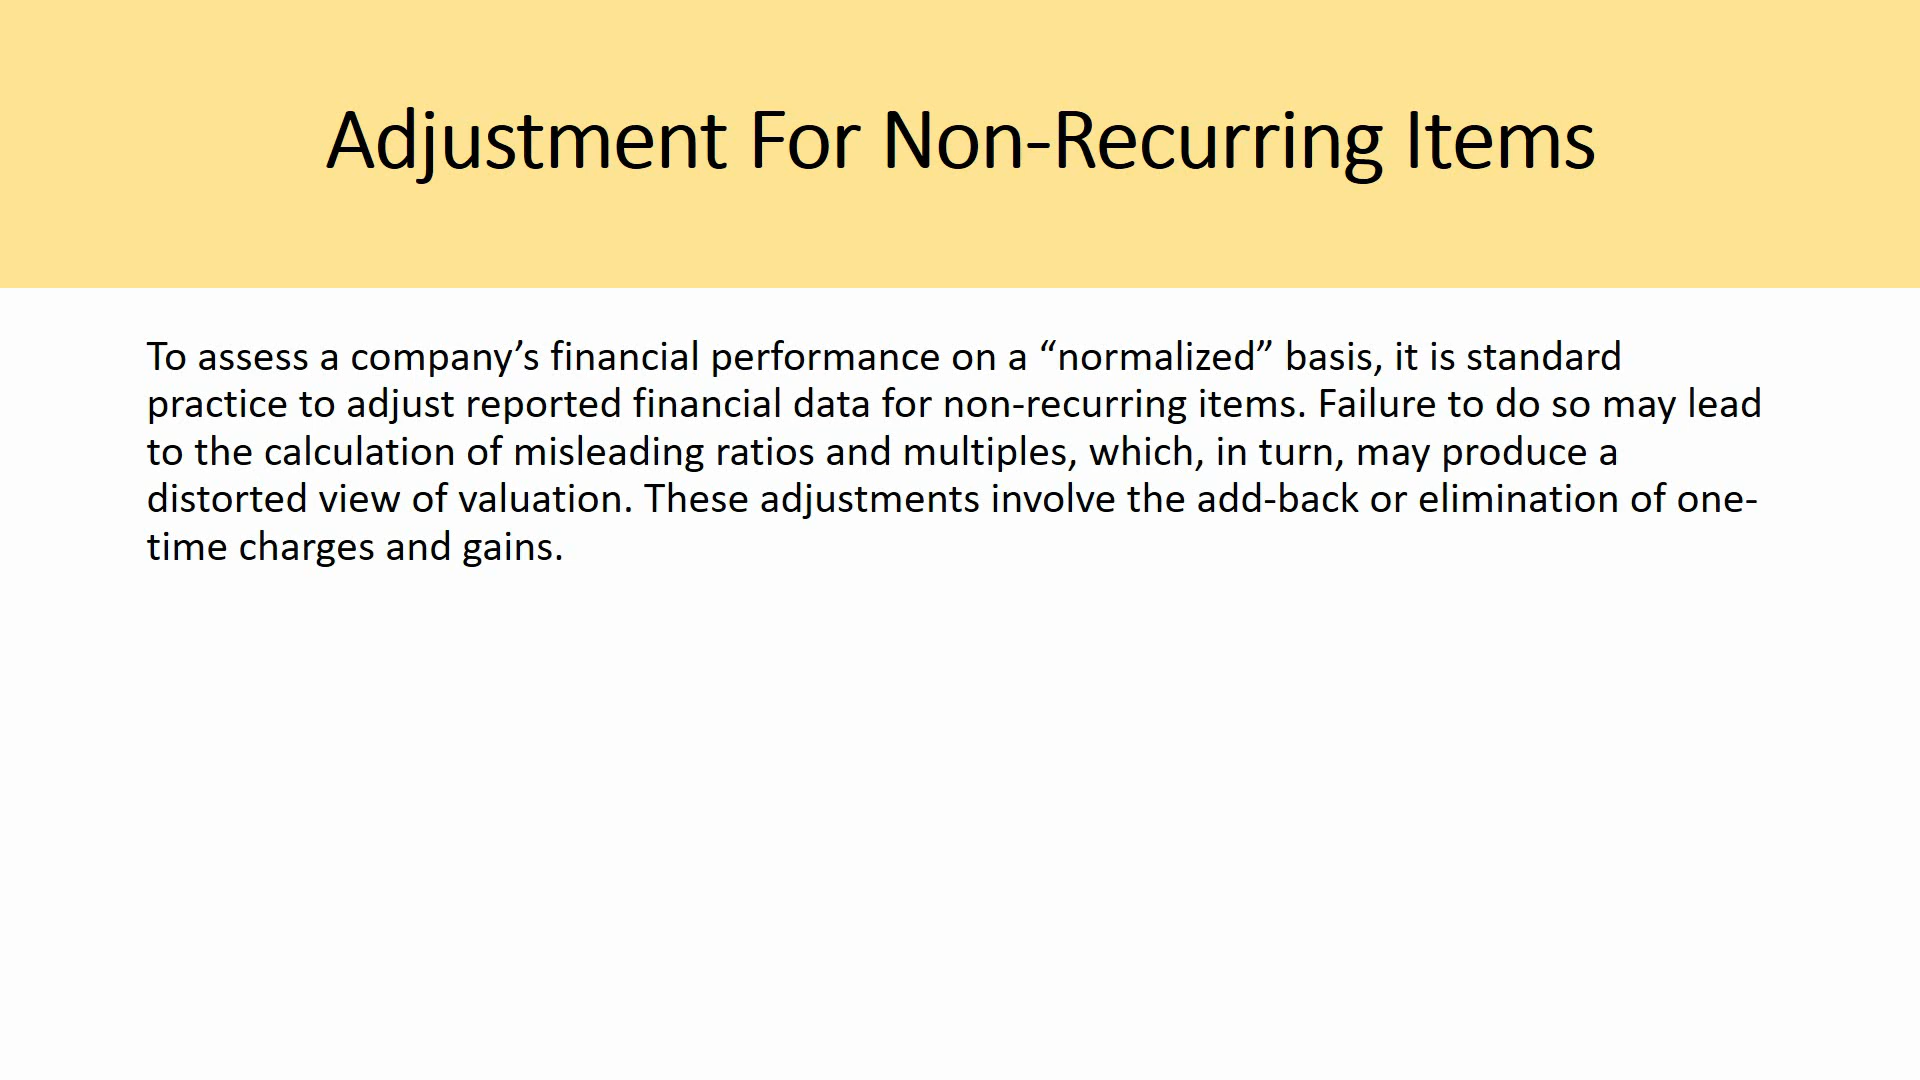 Adjustment For Non-Recurring Items
To assess a company’s financial performance on a “normalized” basis, it is standard
practice to adjust reported financial data for non-recurring items. Failure to do so may lead
to the calculation of misleading ratios and multiples, which, in turn, may produce a
distorted view of valuation. These adjustments involve the add-back or elimination of one-
time charges and gains.